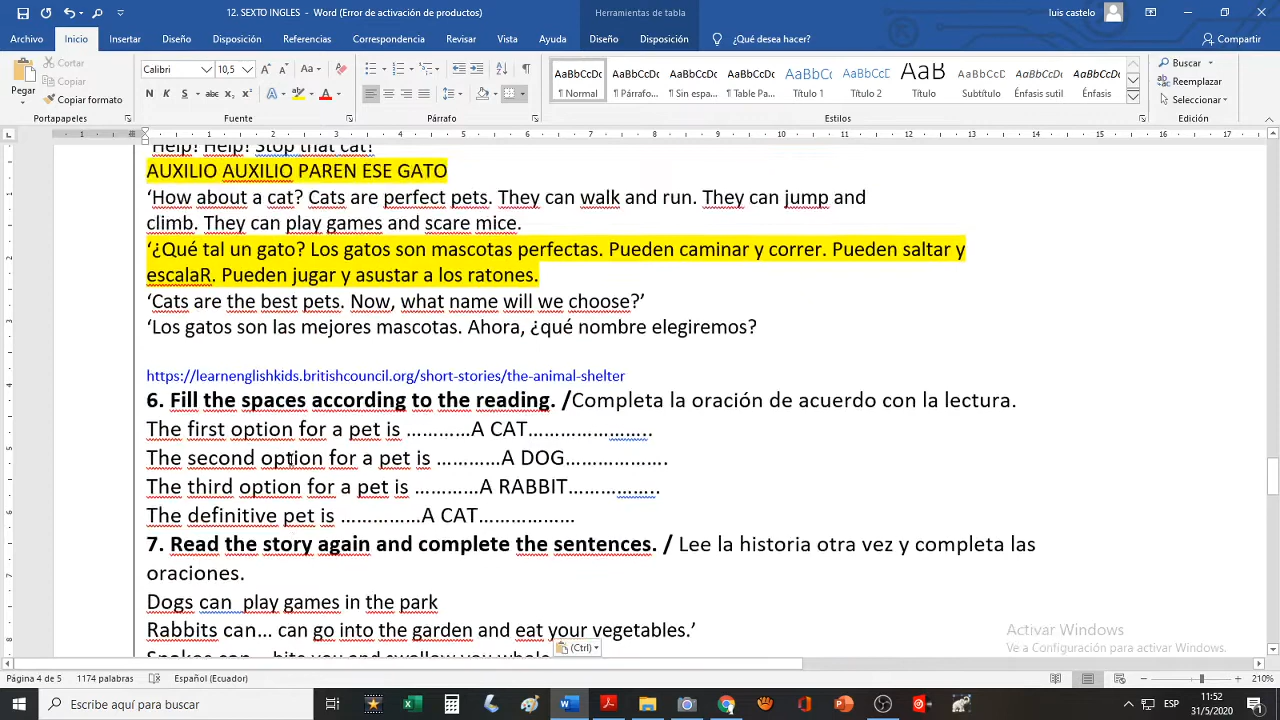 12. SEXTO INGLES - Word (Error de activación de productos)
Herramientas de tabla
luis castelo
Archivo Inicio Insertar Diseño Disposición Referencias Correspondencia Revisar Vista Ayuda Diseño Disposición ¿Qué desea hacer? Compartir
Pegar
Cortar
Copiar
Copiar formato
Portapapeles
Calibri 10,5
Fuente
Párrafo
AaBbCcDc AaBbCcDc AaBbCcDc AaBbCcDc AaBbCc AaBbCcD AaB AaBbCcD AaBbCcDc AaBbCcDc
¶ Normal ¶ Párrafo... ¶ Sin espa... ¶ Table Pa... Título 1 Título 2 Título Subtítulo Énfasis sutil Énfasis
Estilos
Buscar
Reemplazar
Seleccionar
Edición
'Help! Help! Stop that cat!
AUXILIO AUXILIO PAREN ESE GATO
‘How about a cat? Cats are perfect pets. They can walk and run. They can jump and
climb. They can play games and scare mice.
‘¿Qué tal un gato? Los gatos son mascotas perfectas. Pueden caminar y correr. Pueden saltar y
escalaR. Pueden jugar y asustar a los ratones.
‘Cats are the best pets. Now, what name will we choose?’
‘Los gatos son las mejores mascotas. Ahora, ¿qué nombre elegiremos?
https://learnenglishkids.britishcouncil.org/short-stories/the-animal-shelter
6. Fill the spaces according to the reading. /Completa la oración de acuerdo con la lectura.
The first option for a pet is …………A CAT……………………..
The second option for a pet is …………A DOG……………….
The third option for a pet is …………A RABBIT……………..
The definitive pet is ……………A CAT………………
7. Read the story again and complete the sentences. / Lee la historia otra vez y completa las
oraciones.
Dogs can play games in the park
Rabbits can... can go into the garden and eat your vegetables.’
Snakes can... bite you and swallow you whole
(Ctrl)
Activar Windows
Ve a Configuración para activar Windows.
Página 4 de 5 1174 palabras Español (Ecuador) 210%
Escribe aquí para buscar
ESP
11:52
31/5/2020